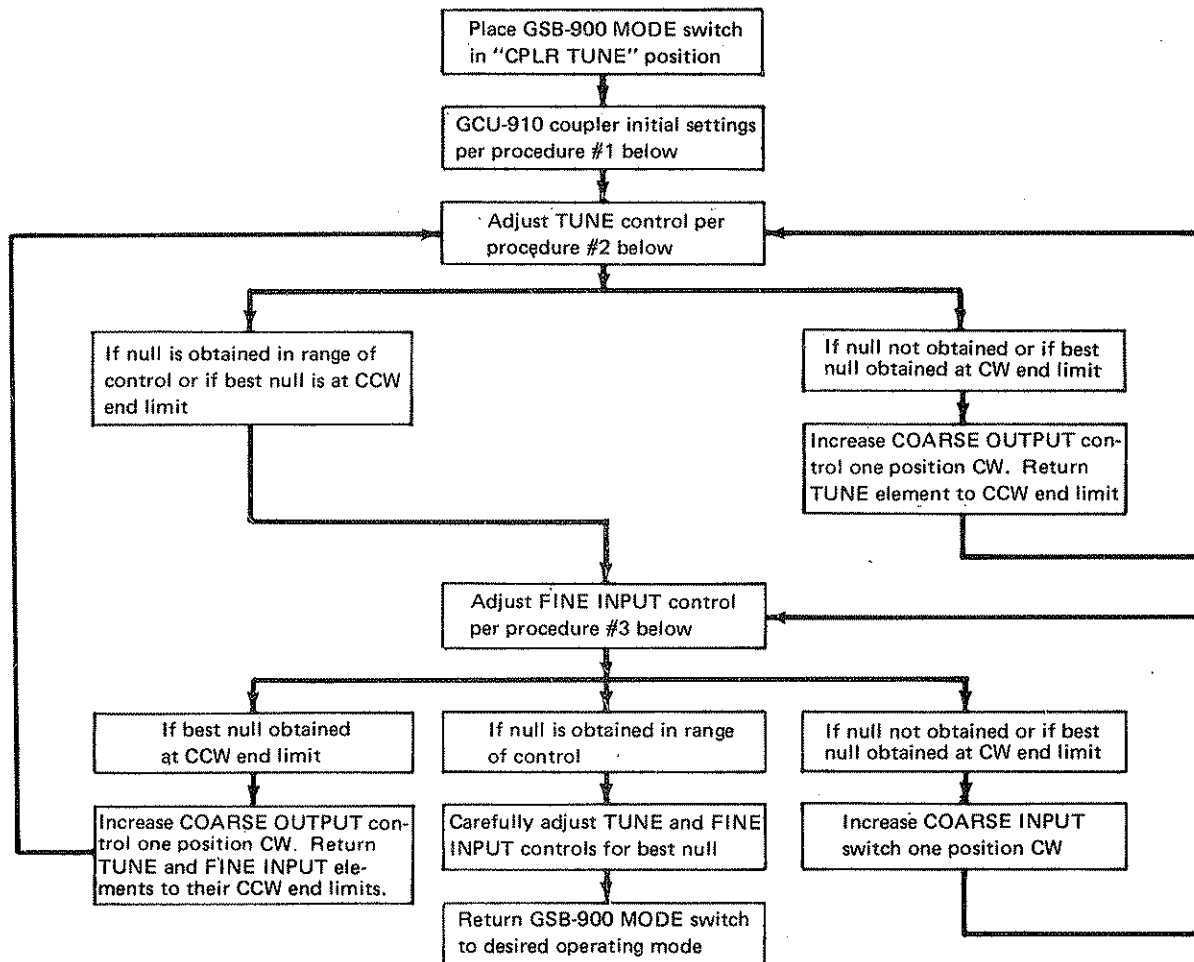 Place GSB-900 MODE switch
in "CPLR TUNE" position
GCU-910 coupler initial settings
per procedure #1 below
Adjust TUNE control per
procedure #2 below
If null is obtained in range of
control or if best null is at CCW
end limit
If null not obtained or if best
null obtained at CW end limit
Increase COARSE OUTPUT con-
trol one position CW. Return
TUNE element to CCW end limit
Adjust FINE INPUT control
per procedure #3 below
If best null obtained
at CCW end limit
Increase COARSE OUTPUT con-
trol one position CW. Return
TUNE and FINE INPUT ele-
ments to their CCW end limits.
If null is obtained in range
of control
Carefully adjust TUNE and FINE
INPUT controls for best null
Return GSB-900 MODE switch
to desired operating mode
If null not obtained or if best
null obtained at CW end limit
Increase COARSE INPUT
switch one position CW